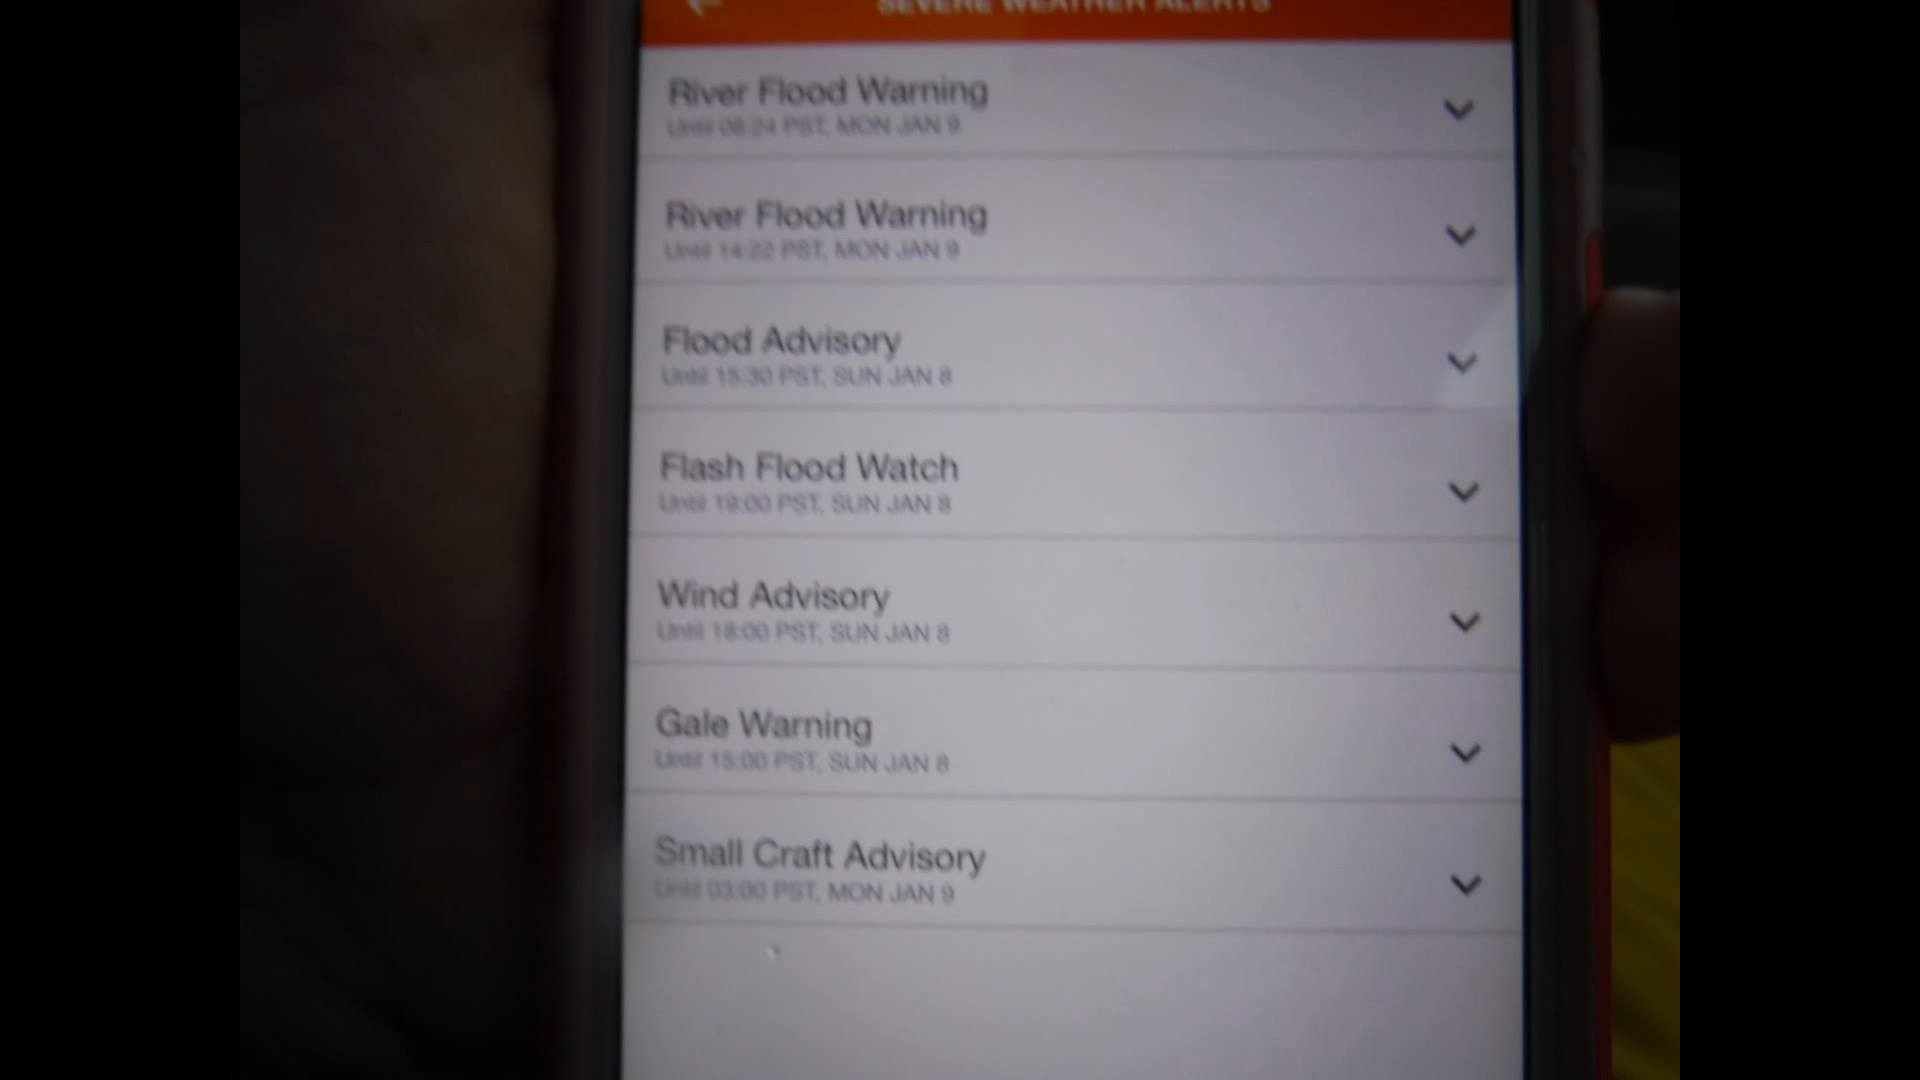 SEVERE WEATHER ALERTS
River Flood Warning
Until 08:24 PST, MON JAN 9
River Flood Warning
Until 14:22 PST, MON JAN 9
Flood Advisory
Until 15:30 PST, SUN JAN 8
Flash Flood Watch
Until 19:00 PST, SUN JAN 8
Wind Advisory
Until 18:00 PST, SUN JAN 8
Gale Warning
Until 15:00 PST, SUN JAN 8
Small Craft Advisory
Until 03:00 PST, MON JAN 9